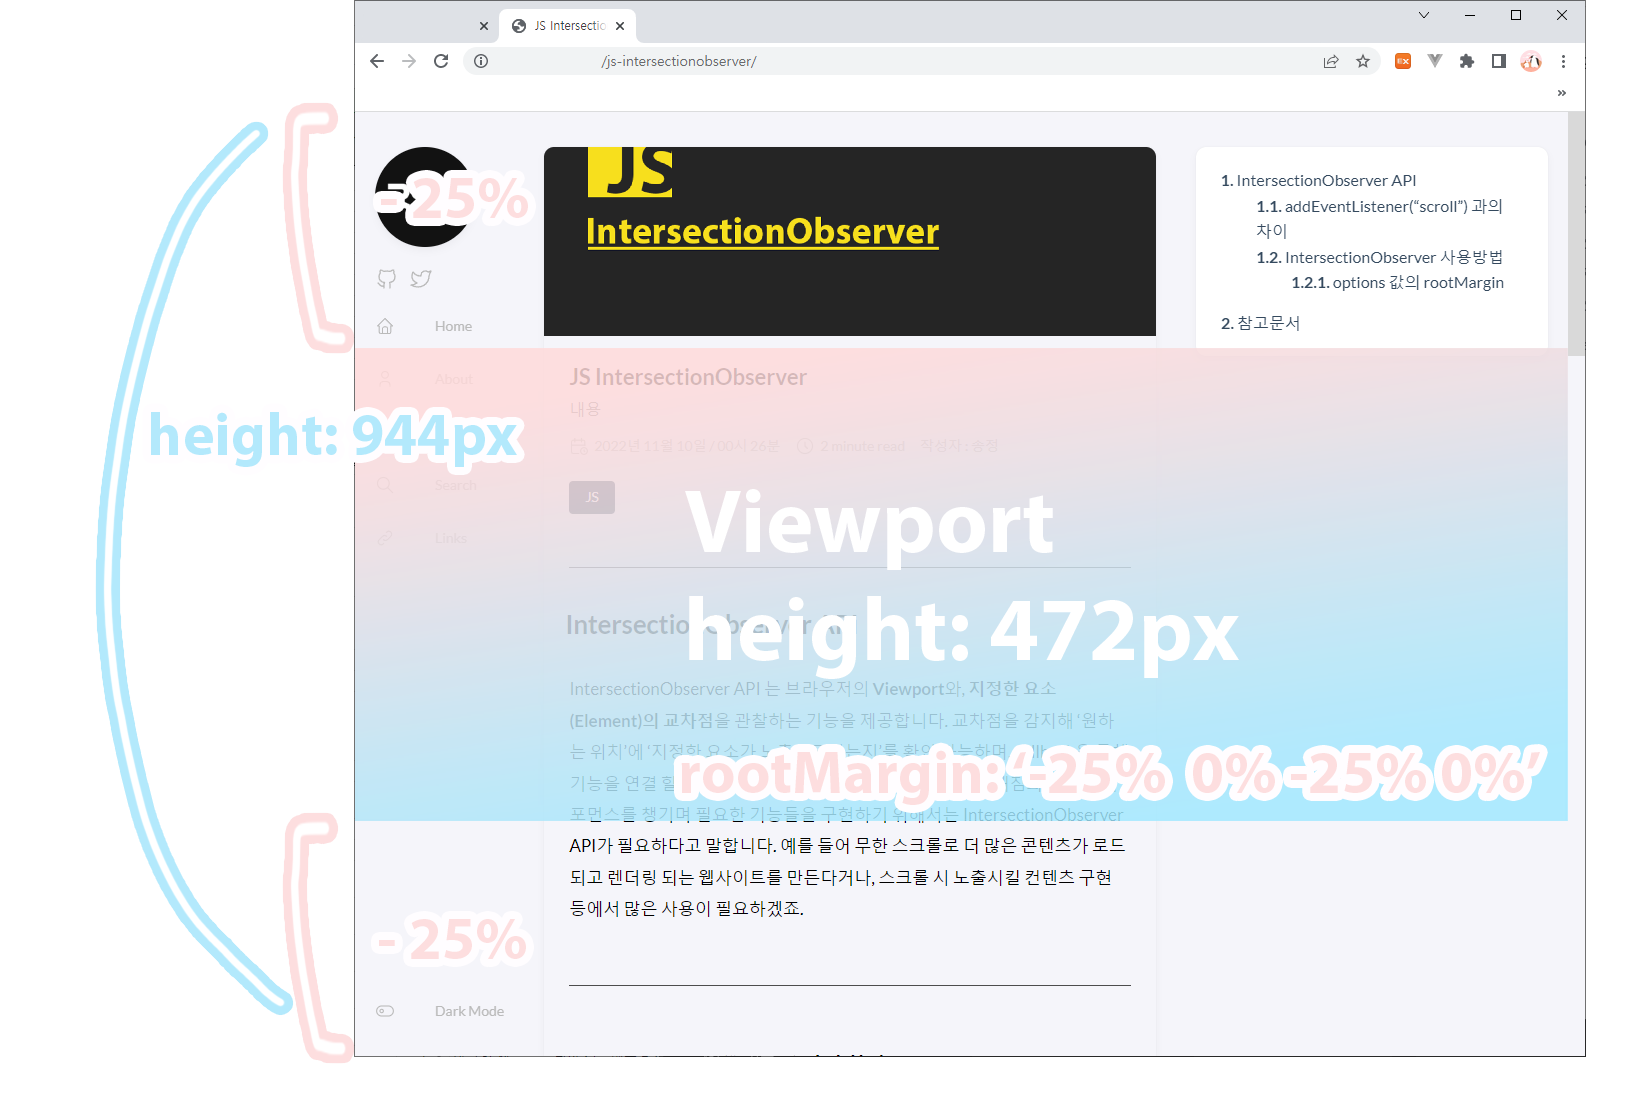 JS Intersectio
/js-intersectionobserver/
»
- 25%
JS
IntersectionObserver
1. IntersectionObserver API
1.1. addEventListener(“scroll”) 과의
차이
1.2. IntersectionObserver 사용방법
1.2.1. options 값의 rootMargin
2. 참고문서
Home
About
Search
Links
height: 944px
JS IntersectionObserver
내용
2022년 11월 10일 / 00시 26분 2 minute read 작성자 : 송정
JS
Viewport
height: 472px
IntersectionObserver API
IntersectionObserver API 는 브라우저의 Viewport와, 지정한 요소
(Element)의 교차점을 관찰하는 기능을 제공합니다. 교차점을 감지해 '원하
는 위치'에 '지정한 요소가
기능을 연결 할
rootMargin: ‘-25% 0% -25% 0%’
포먼스를 챙기며 필요한 기능들을 구현하기 위해서는 IntersectionObserver
API가 필요하다고 말합니다. 예를 들어 무한 스크롤로 더 많은 콘텐츠가 로드
되고 렌더링 되는 웹사이트를 만든다거나, 스크롤 시 노출시킬 컨텐츠 구현
등에서 많은 사용이 필요하겠죠.
- 25%
Dark Mode